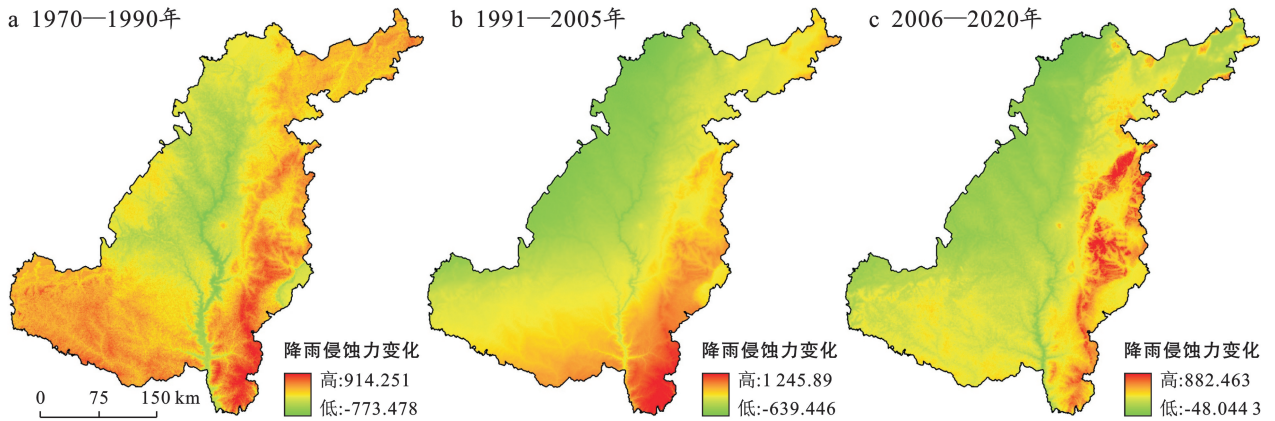 a 1970—1990年
b 1991—2005年
c 2006—2020年
降雨侵蚀力变化
高:914.251
低:-773.478
0 75 150 km
降雨侵蚀力变化
高:1 245.89
低:-639.446
降雨侵蚀力变化
高:882.463
低:-48.044 3